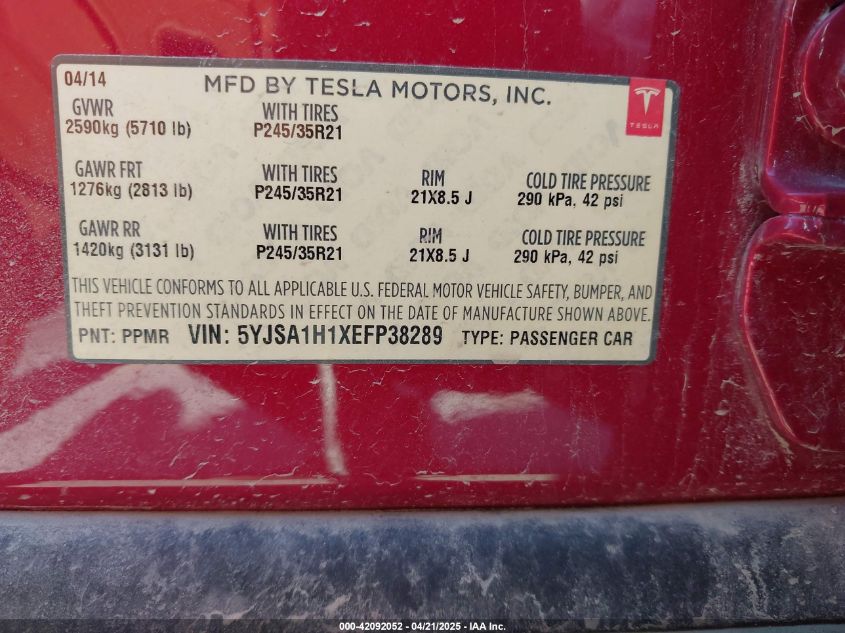 04/14
MFD BY TESLA MOTORS, INC.
TESLA
GVWR WITH TIRES
2590kg (5710 lb) P245/35R21
GAWR FRT WITH TIRES RIM COLD TIRE PRESSURE
1276kg (2813 lb) P245/35R21 21X8.5 J 290 kPa, 42 psi
GAWR RR WITH TIRES RIM COLD TIRE PRESSURE
1420kg (3131 lb) P245/35R21 21X8.5 J 290 kPa, 42 psi
THIS VEHICLE CONFORMS TO ALL APPLICABLE U.S. FEDERAL MOTOR VEHICLE SAFETY, BUMPER, AND
THEFT PREVENTION STANDARDS IN EFFECT ON THE DATE OF MANUFACTURE SHOWN ABOVE.
PNT: PPMR VIN: 5YJSA1H1XEFP38289 TYPE: PASSENGER CAR
000-42092052 - 04/21/2025 - IAA Inc.